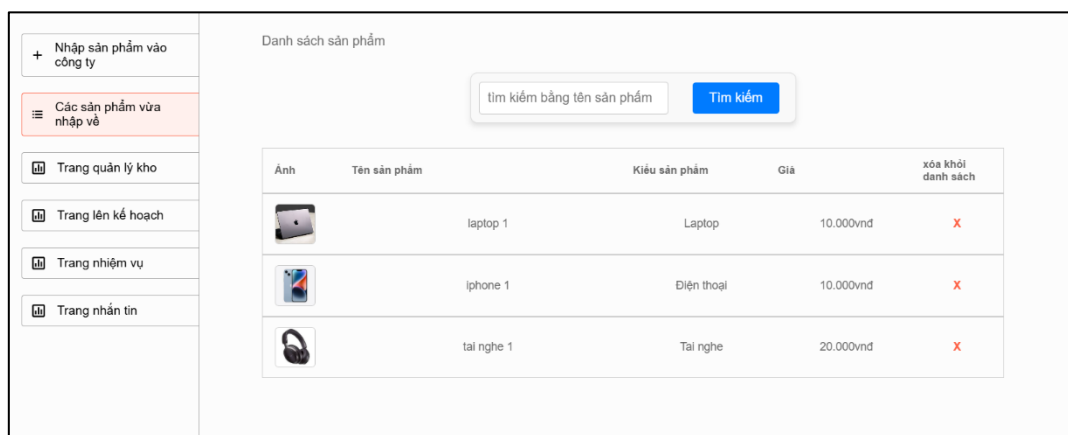 Nhập sản phẩm vào
công ty
Các sản phẩm vừa
nhập về
Trang quản lý kho
Trang lên kế hoạch
Trang nhiệm vụ
Trang nhắn tin
Danh sách sản phẩm
tìm kiếm bằng tên sản phẩm Tìm kiếm
Ảnh Tên sản phẩm Kiểu sản phẩm Giá xóa khỏi
danh sách
laptop 1 Laptop 10.000vnđ X
iphone 1 Điện thoại 10.000vnđ X
tai nghe 1 Tai nghe 20.000vnđ X